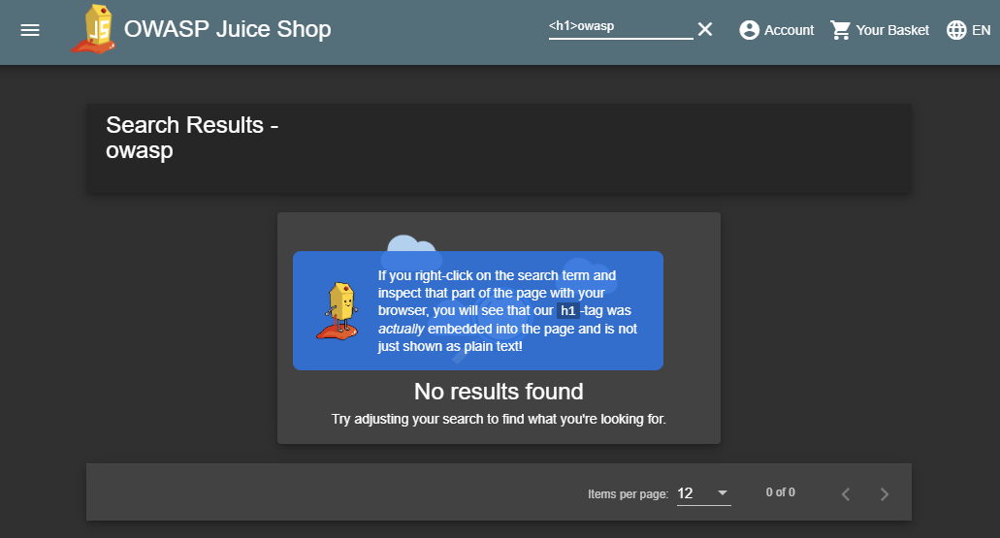 OWASP Juice Shop
<h1>owasp
Account
Your Basket
EN
Search Results -
owasp
If you right-click on the search term and
inspect that part of the page with your
browser, you will see that our h1-tag was
actually embedded into the page and is not
just shown as plain text!
No results found
Try adjusting your search to find what you're looking for.
Items per page: 12
0 of 0